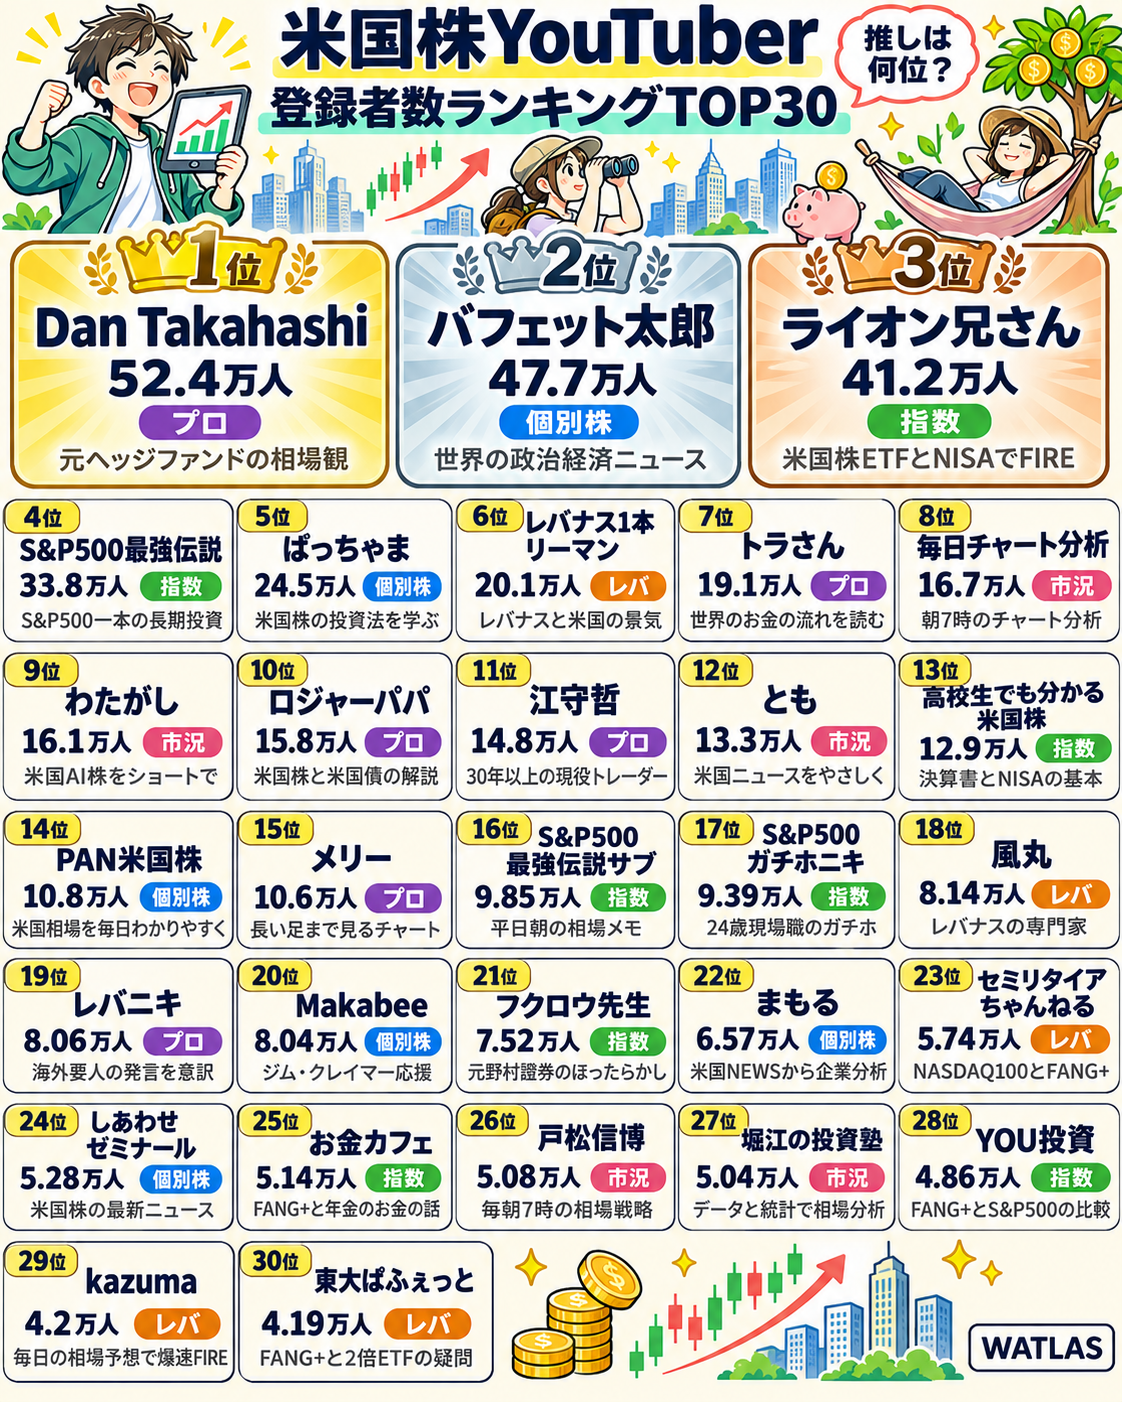 米国株YouTuber
登録者数ランキングTOP30
推しは
何位？
1位
Dan Takahashi
52.4万人
プロ
元ヘッジファンドの相場観
2位
バフェット太郎
47.7万人
個別株
世界の政治経済ニュース
3位
ライオン兄さん
41.2万人
指数
米国株ETFとNISAでFIRE
4位
S&P500最強伝説
33.8万人 指数
S&P500一本の長期投資
5位
ぱっちゃま
24.5万人 個別株
米国株の投資法を学ぶ
6位
レバナス1本
リーマン
20.1万人 レバ
レバナスと米国の景気
7位
トラさん
19.1万人 プロ
世界のお金の流れを読む
8位
毎日チャート分析
16.7万人 市況
朝7時のチャート分析
9位
わたがし
16.1万人 市況
米国AI株をショートで
10位
ロジャーパパ
15.8万人 プロ
米国株と米国債の解説
11位
江守哲
14.8万人 プロ
30年以上の現役トレーダー
12位
とも
13.3万人 市況
米国ニュースをやさしく
13位
高校生でも分かる
米国株
12.9万人 指数
決算書とNISAの基本
14位
PAN米国株
10.8万人 個別株
米国相場を毎日わかりやすく
15位
メリー
10.6万人 プロ
長い足まで見るチャート
16位
S&P500
最強伝説サブ
9.85万人 指数
平日朝の相場メモ
17位
S&P500
ガチホニキ
9.39万人 指数
24歳現場職のガチホ
18位
風丸
8.14万人 レバ
レバナスの専門家
19位
レバニキ
8.06万人 プロ
海外要人の発言を意訳
20位
Makabee
8.04万人 個別株
ジム・クレイマー応援
21位
フクロウ先生
7.52万人 指数
元野村證券のほったらかし
22位
まもる
6.57万人 個別株
米国NEWSから企業分析
23位
セミリタイア
ちゃんねる
5.74万人 レバ
NASDAQ100とFANG+
24位
しあわせ
ゼミナール
5.28万人 個別株
米国株の最新ニュース
25位
お金カフェ
5.14万人 指数
FANG+と年金のお金の話
26位
戸松信博
5.08万人 市況
毎朝7時の相場戦略
27位
堀江の投資塾
5.04万人 市況
データと統計で相場分析
28位
YOU投資
4.86万人 指数
FANG+とS&P500の比較
29位
kazuma
4.2万人 レバ
毎日の相場予想で爆速FIRE
30位
東大ぱふぇっと
4.19万人 レバ
FANG+と2倍ETFの疑問
WATLAS